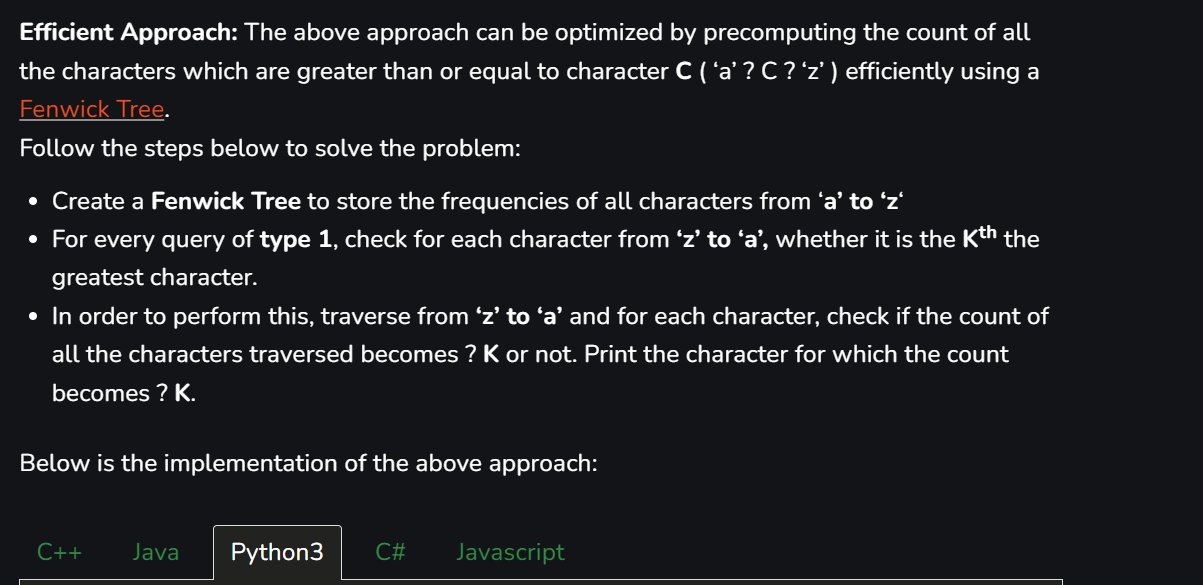 Efficient Approach: The above approach can be optimized by precomputing the count of all
the characters which are greater than or equal to character C ( ‘a’ ? C ? ‘z’ ) efficiently using a
Fenwick Tree.
Follow the steps below to solve the problem:
• Create a Fenwick Tree to store the frequencies of all characters from ‘a’ to ‘z‘
• For every query of type 1, check for each character from ‘z’ to ‘a’, whether it is the Kth the
greatest character.
• In order to perform this, traverse from ‘z’ to ‘a’ and for each character, check if the count of
all the characters traversed becomes ? K or not. Print the character for which the count
becomes ? K.
Below is the implementation of the above approach:
C++ Java Python3 C# Javascript